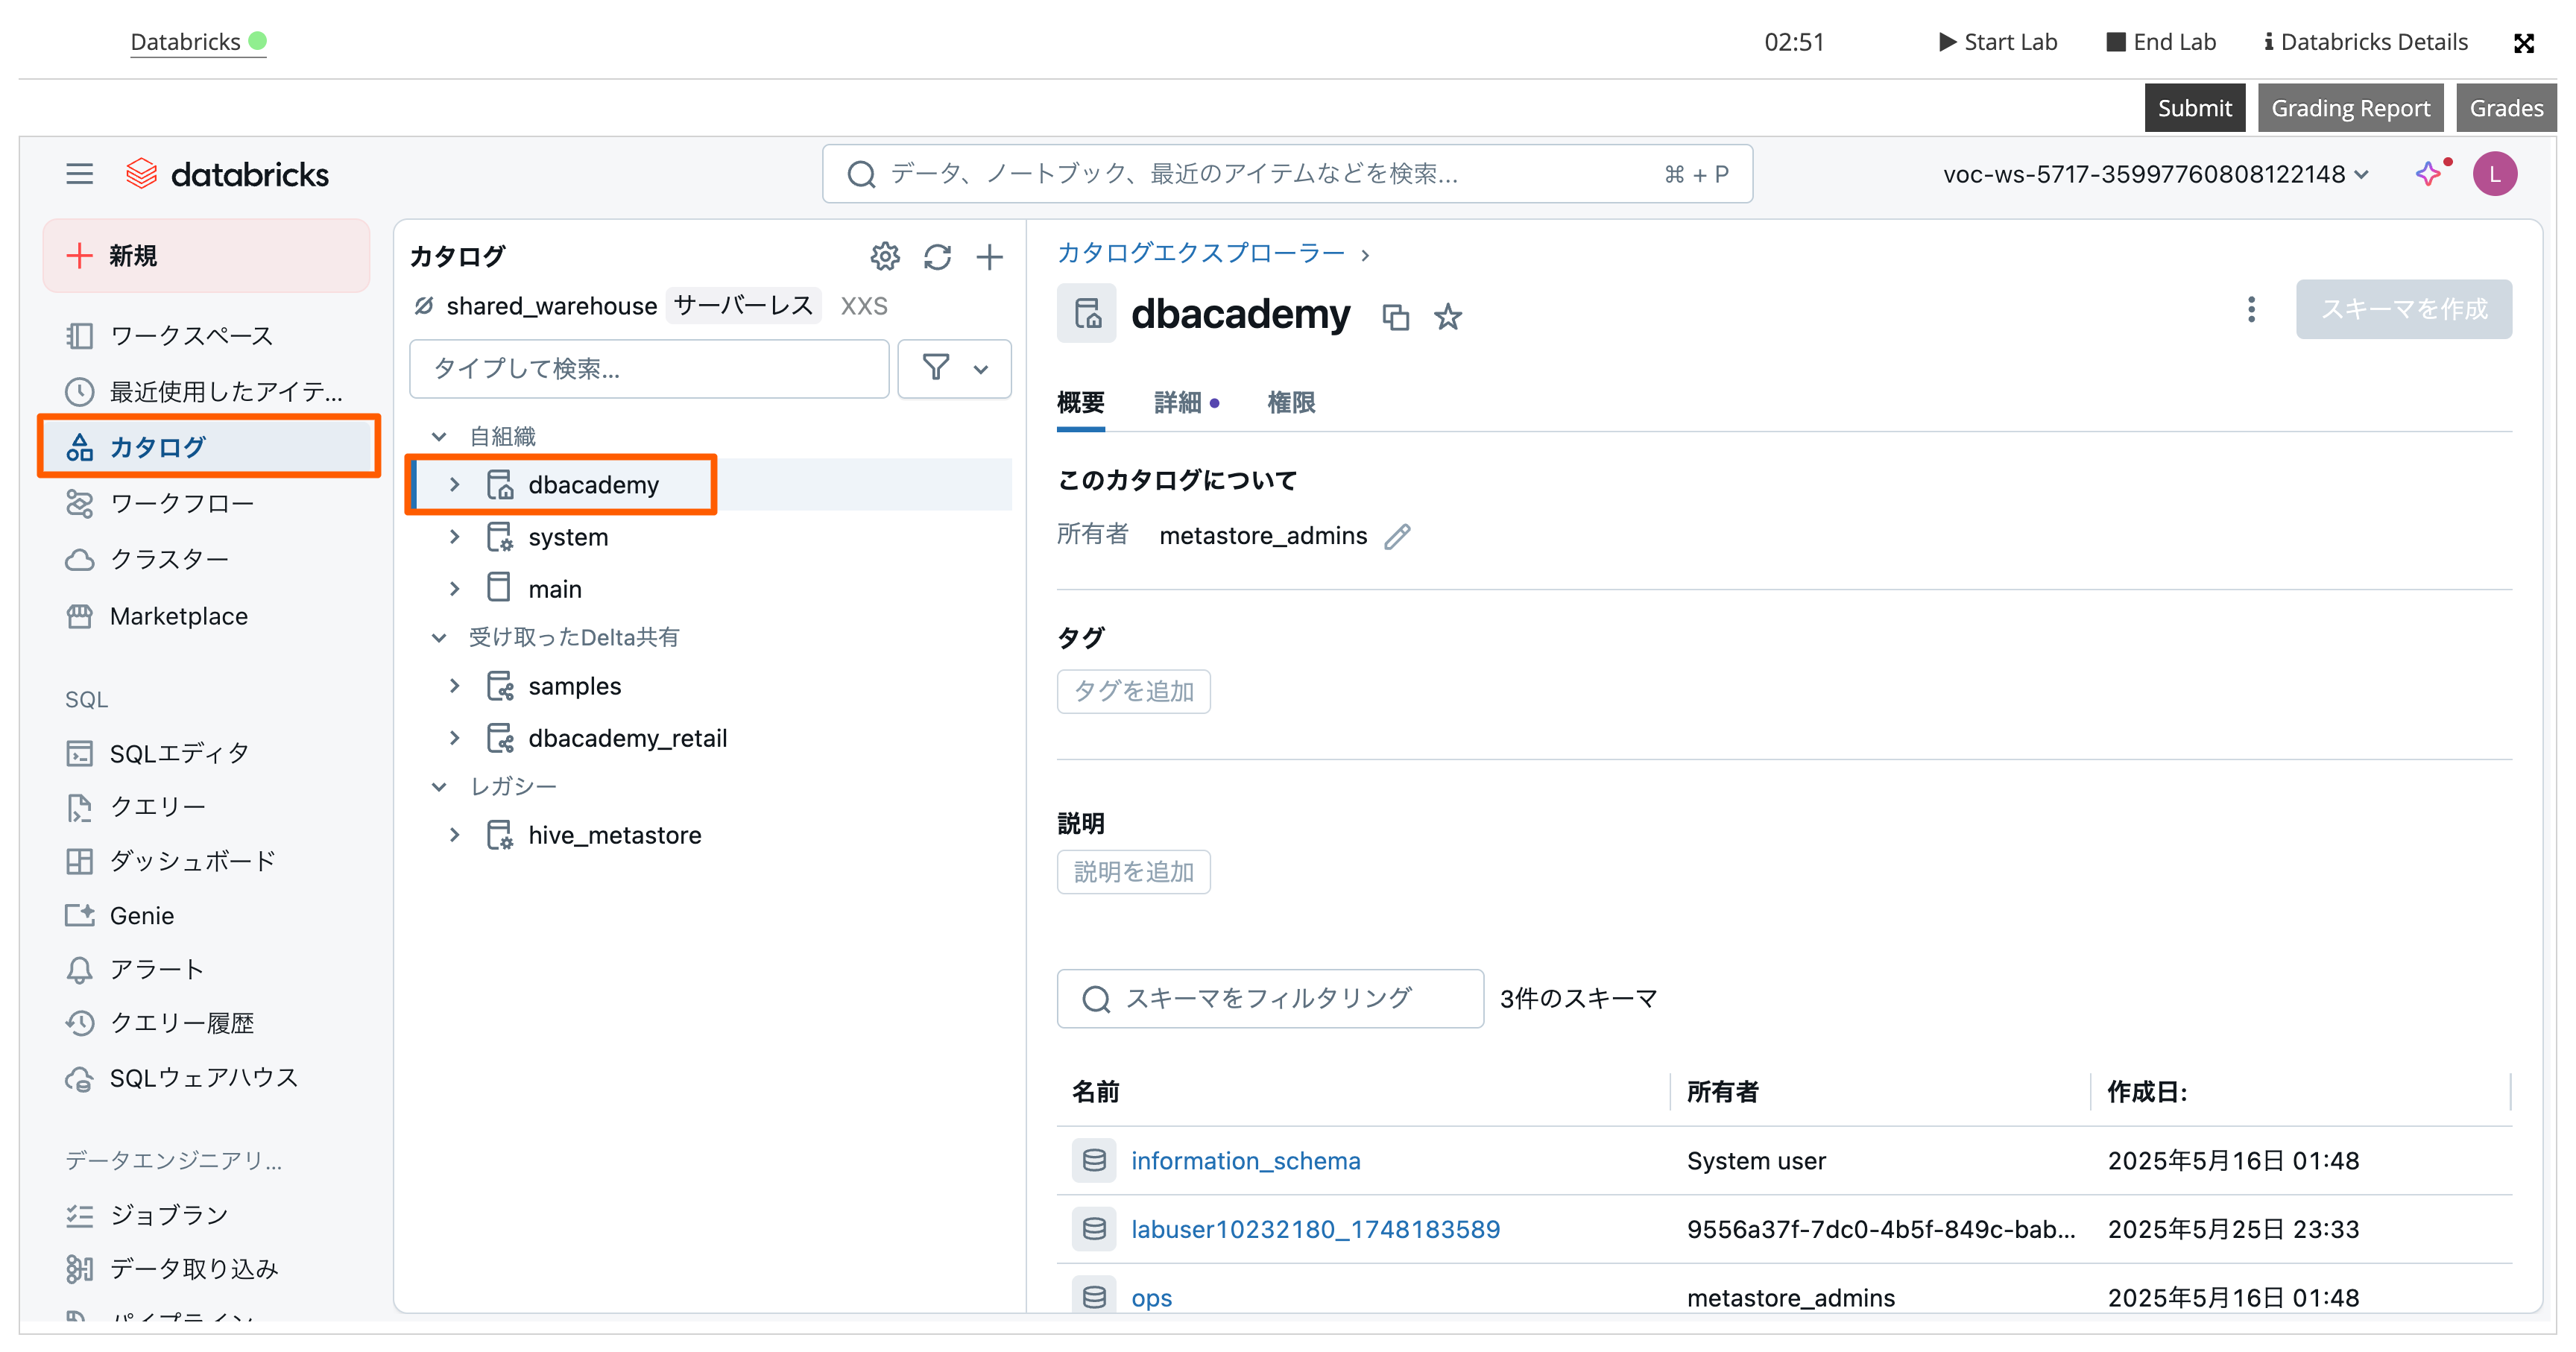 Databricks
02:51
Start Lab
End Lab
Databricks Details
Submit
Grading Report
Grades
databricks
データ、ノートブック、最近のアイテムなどを検索...
⌘ + P
voc-ws-5717-35997760808122148
L
新規
ワークスペース
最近使用したアイテ...
カタログ
ワークフロー
クラスター
Marketplace
SQL
SQLエディタ
クエリー
ダッシュボード
Genie
アラート
クエリー履歴
SQLウェアハウス
データエンジニアリ...
ジョブラン
データ取り込み
パイプライン
カタログ
shared_warehouse サーバーレス XXS
タイプして検索...
自組織
dbacademy
system
main
受け取ったDelta共有
samples
dbacademy_retail
レガシー
hive_metastore
カタログエクスプローラー >
dbacademy
スキーマを作成
概要 詳細 権限
このカタログについて
所有者 metastore_admins
タグ
タグを追加
説明
説明を追加
スキーマをフィルタリング 3件のスキーマ
名前 所有者 作成日:
information_schema System user 2025年5月16日 01:48
labuser10232180_1748183589 9556a37f-7dc0-4b5f-849c-bab... 2025年5月25日 23:33
ops metastore_admins 2025年5月16日 01:48